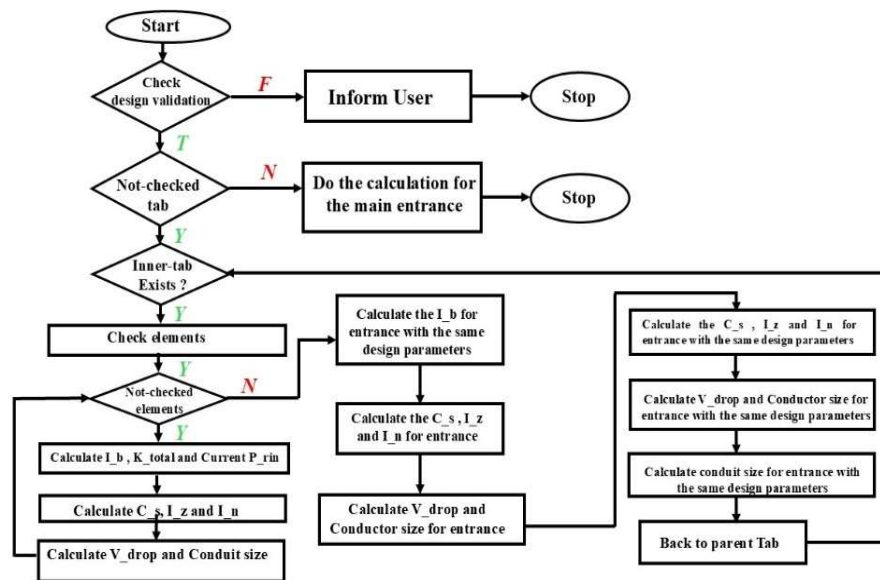 Start
Check
design validation
F
Inform User
Stop
T
Not-checked
tab
N
Do the calculation for
the main entrance
Stop
Y
Inner-tab
Exists ?
Y
Check elements
Y
Not-checked
elements
N
Y
Calculate I_b , K_total and Current P_rin
Calculate C_s, I_z and I_n
Calculate V_drop and Conduit size
Calculate the I_b for
entrance with the same
design parameters
Calculate the C_s , I_z
and I_n for entrance
Calculate V_drop and
Conductor size for entrance
Calculate the C_s , I_z and I_n for
entrance with the same design parameters
Calculate V_drop and Conductor size for
entrance with the same design parameters
Calculate conduit size for entrance with
the same design parameters
Back to parent Tab